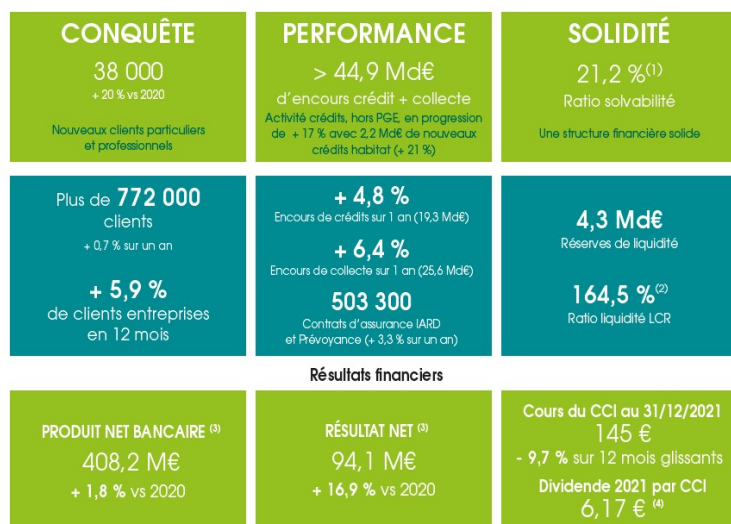 CONQUÊTE
38 000
+ 20 % vs 2020
Nouveaux clients particuliers
et professionnels
PERFORMANCE
> 44,9 Md€
d'encours crédit + collecte
Activité crédits, hors PGE, en progression
de + 17 % avec 2,2 Md€ de nouveaux
crédits habitat (+ 21 %)
SOLIDITÉ
21,2 %(1)
Ratio solvabilité
Une structure financière solide
Plus de 772 000
clients
+ 0,7 % sur un an
+ 5,9 %
de clients entreprises
en 12 mois
+ 4,8 %
Encours de crédits sur 1 an (19,3 Md€)
+ 6,4 %
Encours de collecte sur 1 an (25,6 Md€)
503 300
Contrats d'assurance IARD
et Prévoyance (+ 3,3 % sur un an)
4,3 Md€
Réserves de liquidité
164,5 %(2)
Ratio liquidité LCR
Résultats financiers
PRODUIT NET BANCAIRE (3)
408,2 M€
+ 1,8 % vs 2020
RÉSULTAT NET (3)
94,1 M€
+ 16,9 % vs 2020
Cours du CCI au 31/12/2021
145 €
- 9,7 % sur 12 mois glissants
Dividende 2021 par CCI
6,17 € (4)